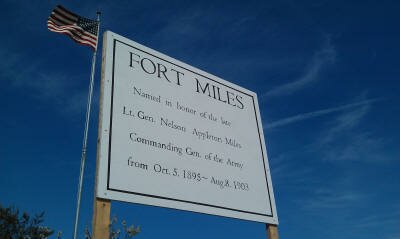 FORT MILES
Named in honor of the late
Lt. Gen. Nelson Appleton Miles
Commanding Gen. of the Army
from Oct. 5. 1895~ Aug. 8. 1903